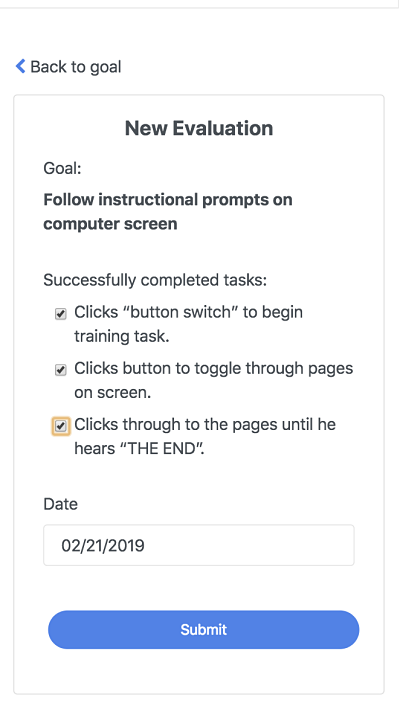 Back to goal
New Evaluation
Goal:
Follow instructional prompts on
computer screen
Successfully completed tasks:
Clicks “button switch” to begin
training task.
Clicks button to toggle through pages
on screen.
Clicks through to the pages until he
hears “THE END”.
Date
02/21/2019
Submit